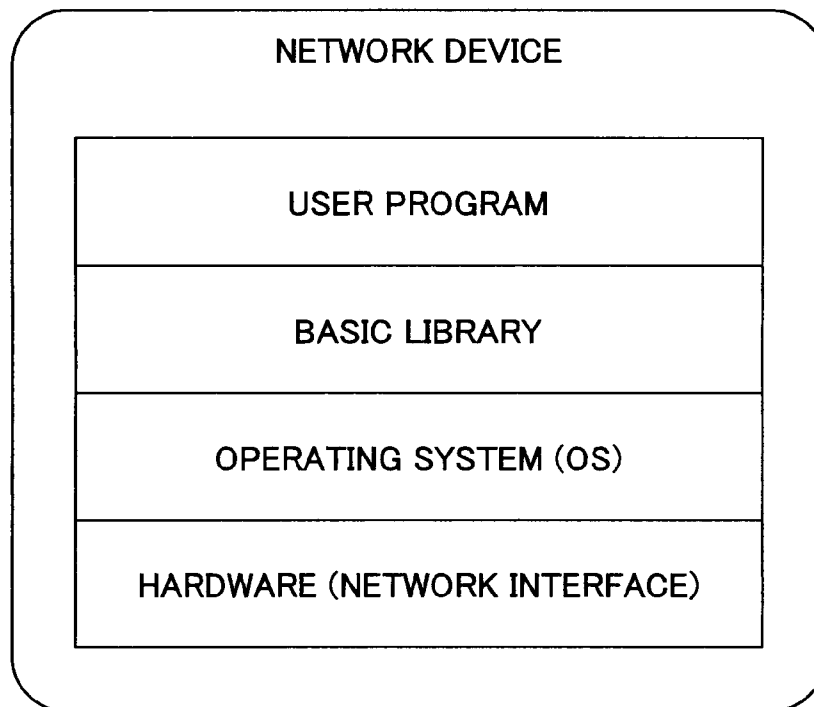 NETWORK DEVICE
USER PROGRAM
BASIC LIBRARY
OPERATING SYSTEM (OS)
HARDWARE (NETWORK INTERFACE)